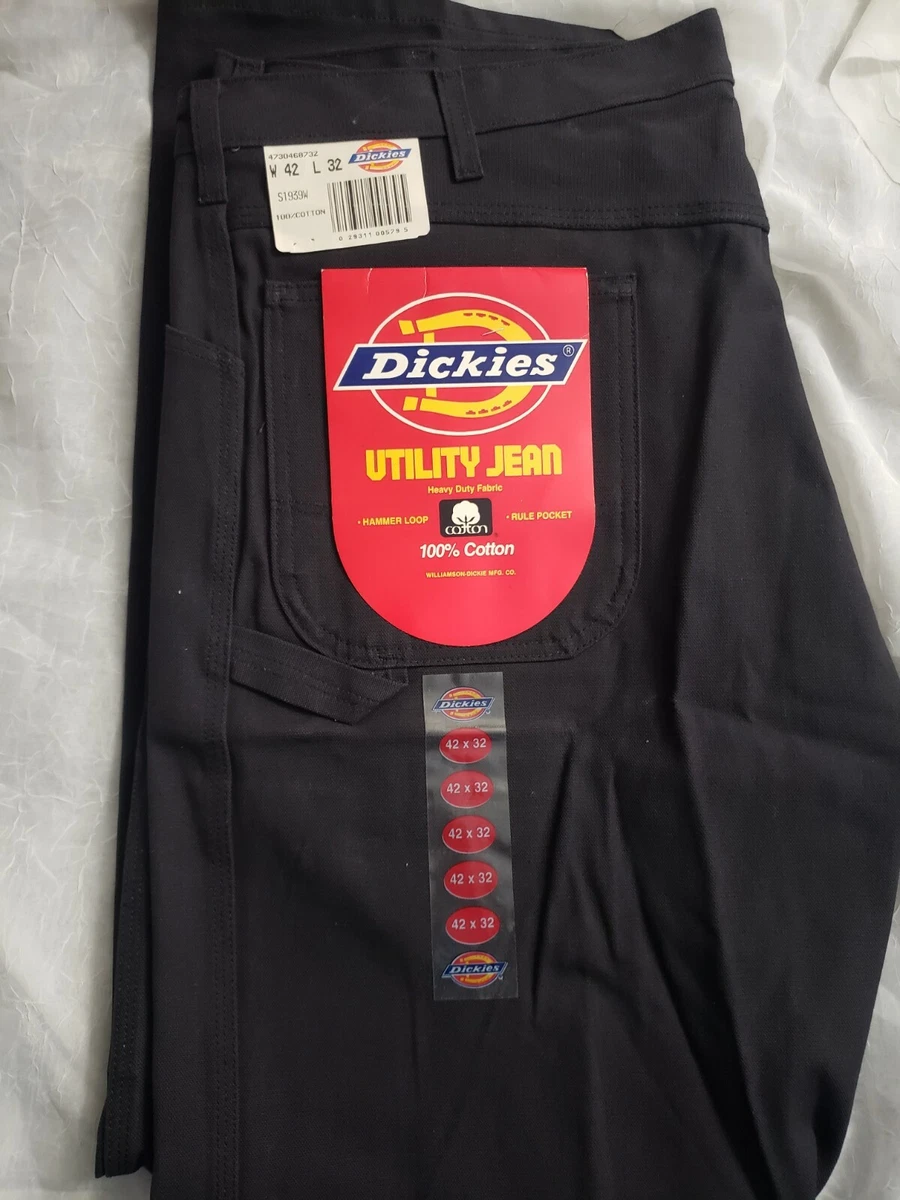 4730468732
W 42 L 32 Dickies
S1939W
100%COTTON
0 29311 00579 5
Dickies®
UTILITY JEAN
Heavy Duty Fabric
• HAMMER LOOP
cotton
• RULE POCKET
100% Cotton
WILLIAMSON-DICKIE MFG. CO.
Dickies
42 x 32
42 x 32
42 x 32
42 x 32
42 x 32
Dickies